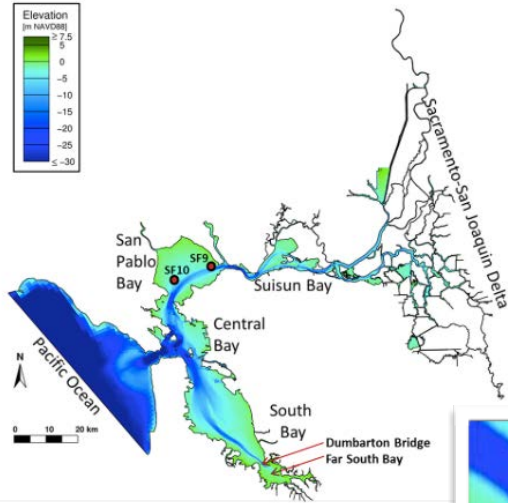 Elevation
[m NAVD88]
≥ 7.5
5
0
−5
−10
−15
−20
−25
≤ −30
Sacramento-San Joaquin Delta
San
Pablo
Bay
SF9
SF10
Suisun Bay
Central
Bay
Pacific Ocean
N
0 10 20 km
South
Bay
Dumbarton Bridge
Far South Bay